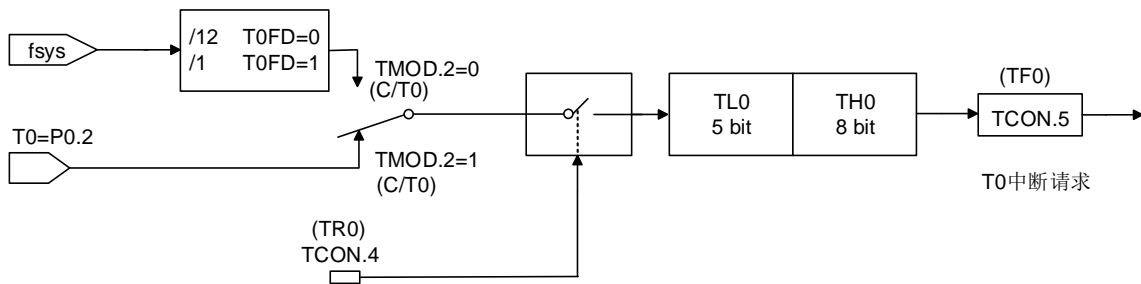 fsys
/12 T0FD=0
/1 T0FD=1
TMOD.2=0
(C/T0)
T0=P0.2
TMOD.2=1
(C/T0)
(TR0)
TCON.4
TL0
5 bit
TH0
8 bit
(TF0)
TCON.5
T0中断请求